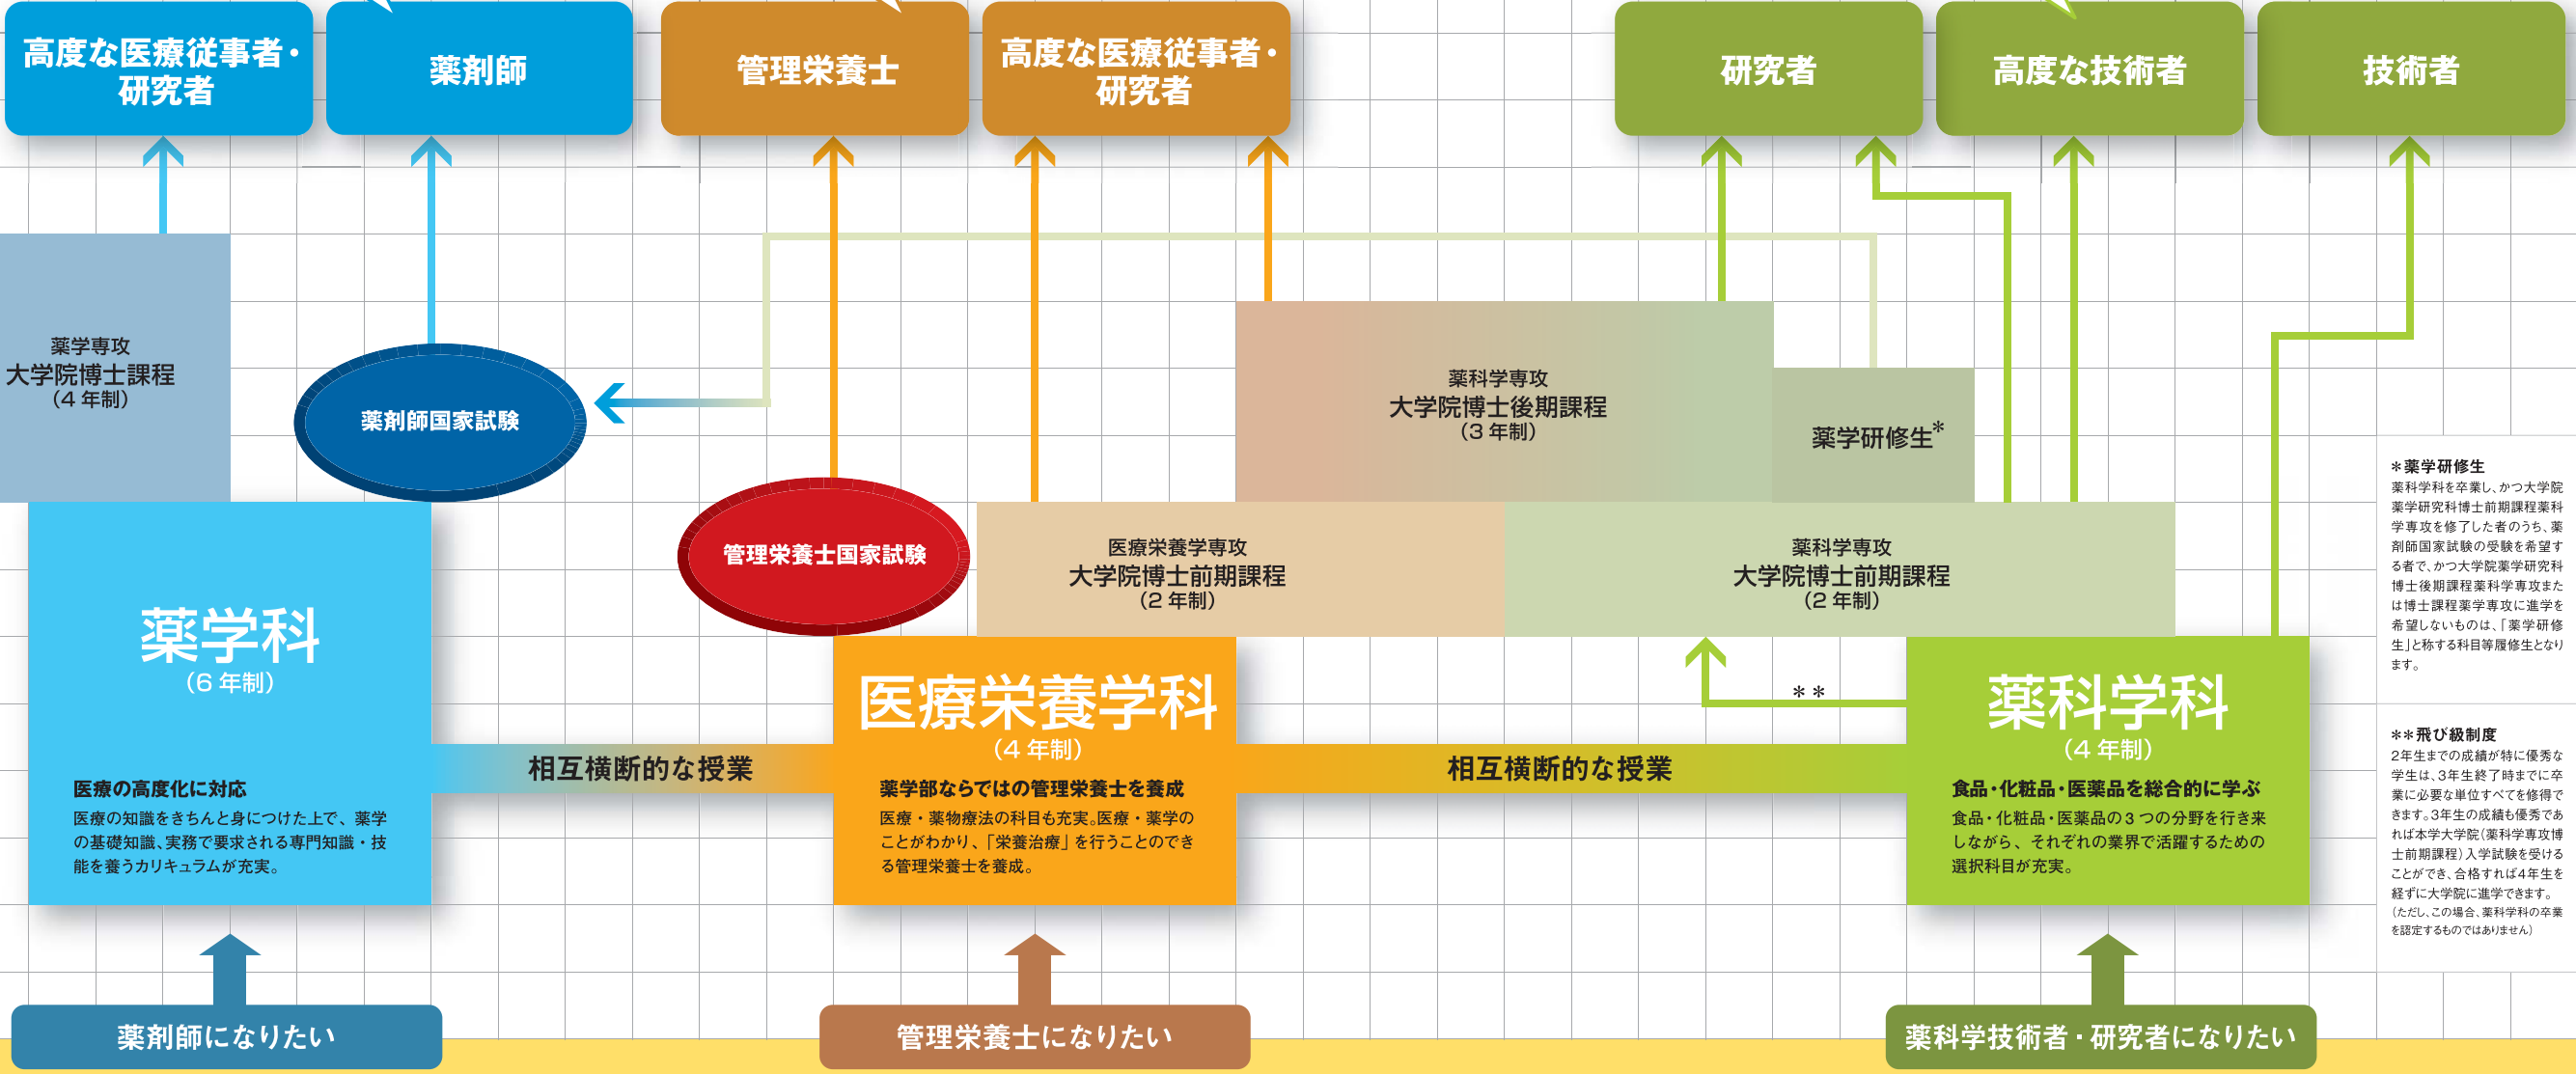 高度な医療従事者・
研究者
薬剤師
管理栄養士
高度な医療従事者・
研究者
研究者
高度な技術者
技術者
薬学専攻
大学院博士課程
（4 年制）
薬剤師国家試験
管理栄養士国家試験
薬科学専攻
大学院博士後期課程
（3 年制）
薬学研修生*
医療栄養学専攻
大学院博士前期課程
（2 年制）
薬科学専攻
大学院博士前期課程
（2 年制）
＊＊
薬学科
（6 年制）
医療の高度化に対応
医療の知識をきちんと身につけた上で、薬学
の基礎知識、実務で要求される専門知識・技
能を養うカリキュラムが充実。
相互横断的な授業
医療栄養学科
（4 年制）
薬学部ならではの管理栄養士を養成
医療・薬物療法の科目も充実。医療・薬学の
ことがわかり、「栄養治療」を行うことのでき
る管理栄養士を養成。
相互横断的な授業
薬科学科
（4 年制）
食品・化粧品・医薬品を総合的に学ぶ
食品・化粧品・医薬品の３つの分野を行き来
しながら、それぞれの業界で活躍するための
選択科目が充実。
＊薬学研修生
薬科学科を卒業し、かつ大学院
薬学研究科博士前期課程薬科
学専攻を修了した者のうち、薬
剤師国家試験の受験を希望す
る者で、かつ大学院薬学研究科
博士後期課程薬科学専攻また
は博士課程薬学専攻に進学を
希望しないものは、「薬学研修
生」と称する科目等履修生となり
ます。
＊＊飛び級制度
2年生までの成績が特に優秀な
学生は、3年生終了時までに卒
業に必要な単位すべてを修得で
きます。3年生の成績も優秀であ
れば本学大学院（薬科学専攻博
士前期課程）入学試験を受ける
ことができ、合格すれば4年生を
経ずに大学院に進学できます。
（ただし、この場合、薬科学科の卒業
を認定するものではありません）
薬剤師になりたい
管理栄養士になりたい
薬科学技術者・研究者になりたい